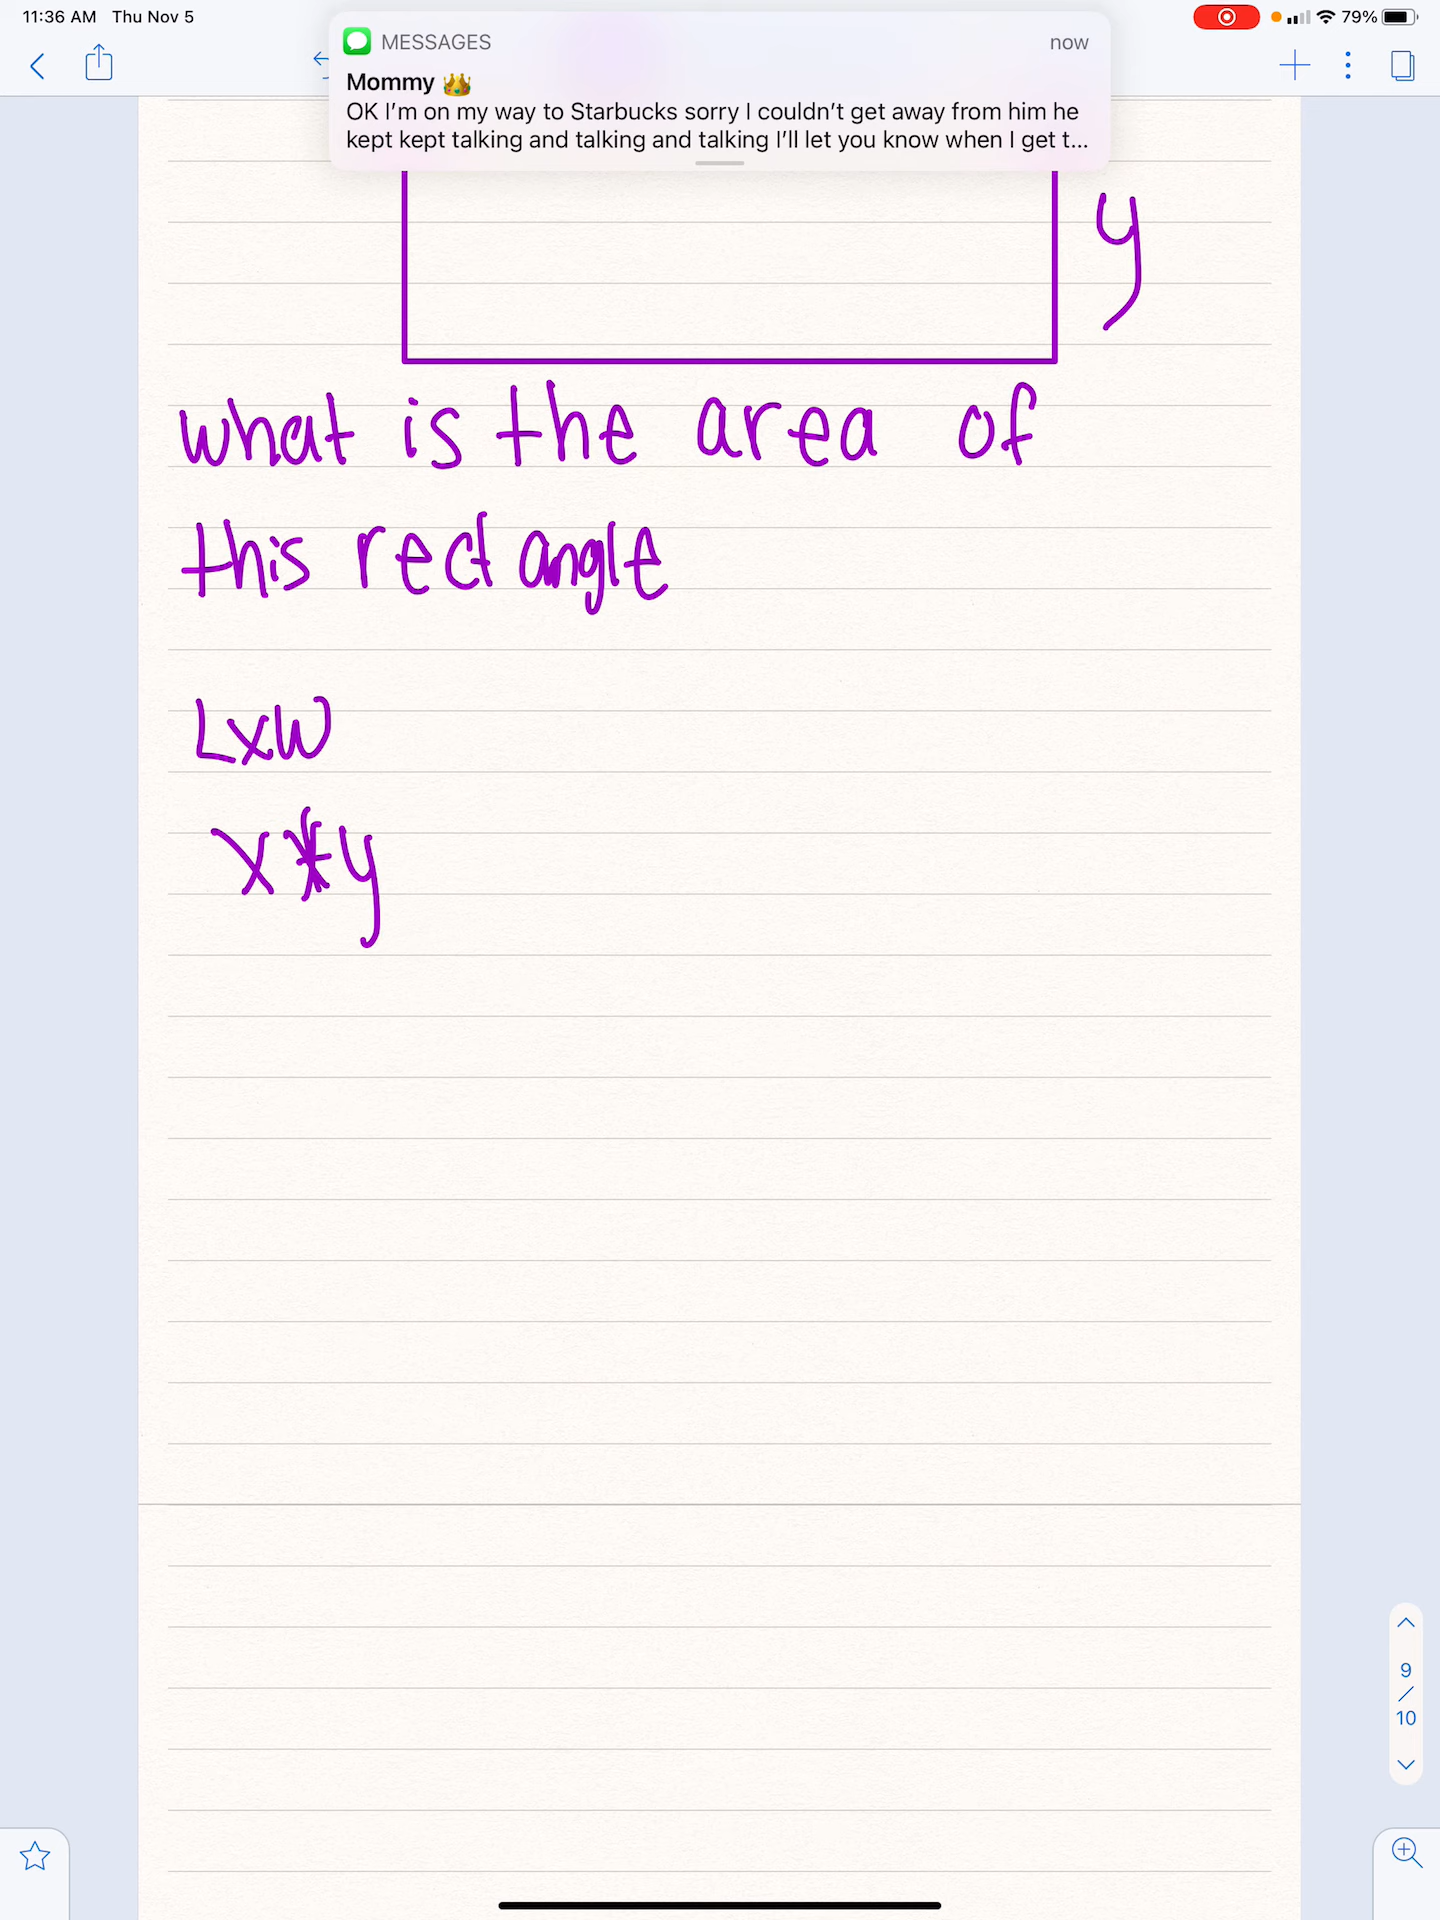 11:36 AM Thu Nov 5
79%
MESSAGES
now
Mommy 👑
OK I'm on my way to Starbucks sorry I couldn't get away from him he
kept kept talking and talking and talking I'll let you know when I get t...
y
what is the area of
this rectangle
LxW
x*y
9
/
10